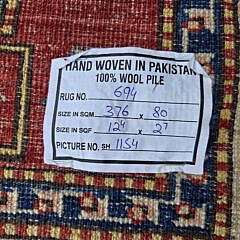 HAND WOVEN IN PAKISTAN
100% WOOL PILE
RUG NO. 694
SIZE IN SQM 376 x 80
SIZE IN SQF 124 x 27
PICTURE NO. SH 1154